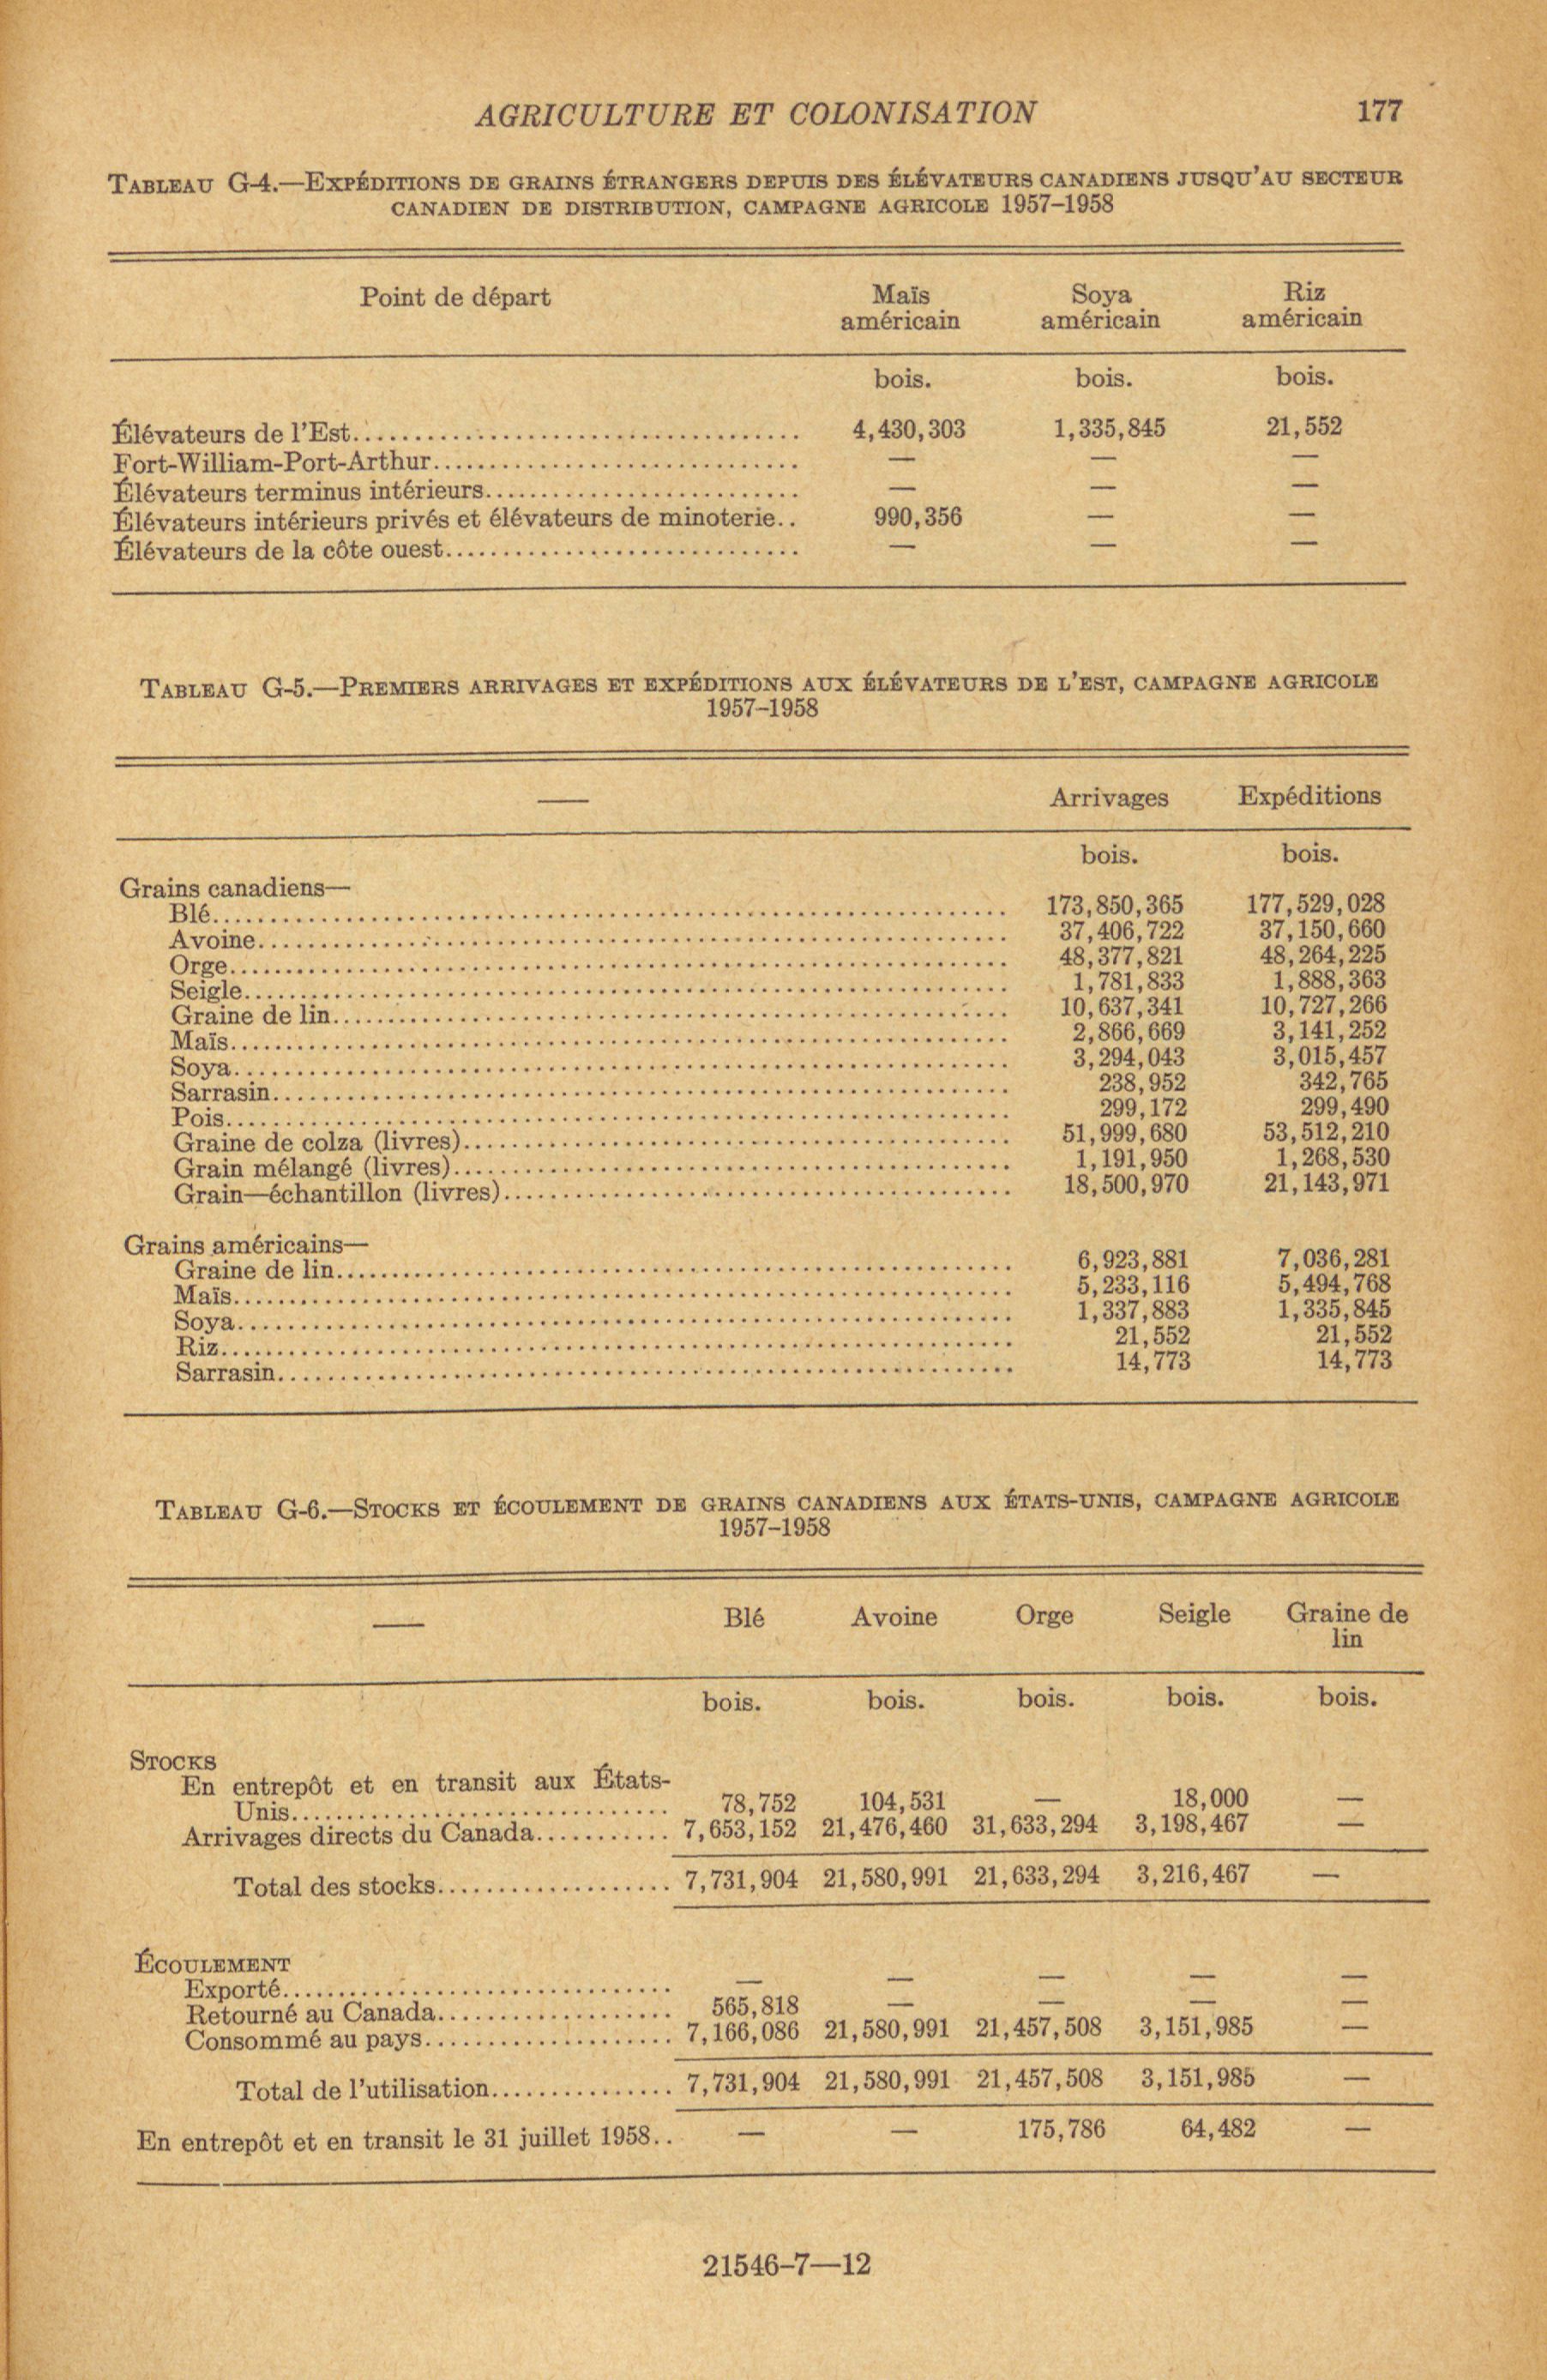 AGRICULTURE ET COLONISATION 177
TABLEAU G-4.—EXPÉDITIONS DE GRAINS ÉTRANGERS DEPUIS DES ÉLÉVATEURS CANADIENS JUSQU'AU SECTEUR
CANADIEN DE DISTRIBUTION, CAMPAGNE AGRICOLE 1957-1958
Point de départ Maïs Soya Riz
américain américain américain
bois. bois. bois.
Élévateurs de l'Est.................................... 4,430,303 1,335,845 21,552
Fort-William-Port-Arthur.............................. — — —
Élévateurs terminus intérieurs......................... — — —
Élévateurs intérieurs privés et élévateurs de minoterie.. 990,356 — —
Élévateurs de la côte ouest............................. — — —
TABLEAU G-5.—PREMIERS ARRIVAGES ET EXPÉDITIONS AUX ÉLÉVATEURS DE L'EST, CAMPAGNE AGRICOLE
1957-1958
— Arrivages Expéditions
bois. bois.
Grains canadiens—
Blé.................................................. 173,850,365 177,529,028
Avoine............................................... 37,406,722 37,150,660
Orge................................................. 48,377,821 48,264,225
Seigle............................................... 1,781,833 1,888,363
Graine de lin........................................ 10,637,341 10,727,266
Maïs................................................. 2,866,669 3,141,252
Soya................................................. 3,294,043 3,015,457
Sarrasin............................................. 238,952 342,765
Pois................................................. 299,172 299,490
Graine de colza (livres)............................. 51,999,680 53,512,210
Grain mélangé (livres)............................... 1,191,950 1,268,530
Grain—échantillon (livres)........................... 18,500,970 21,143,971
Grains américains—
Graine de lin........................................ 6,923,881 7,036,281
Maïs................................................. 5,233,116 5,494,768
Soya................................................. 1,337,883 1,335,845
Riz.................................................. 21,552 21,552
Sarrasin............................................. 14,773 14,773
TABLEAU G-6.—STOCKS ET ÉCOULEMENT DE GRAINS CANADIENS AUX ÉTATS-UNIS, CAMPAGNE AGRICOLE
1957-1958
— Blé Avoine Orge Seigle Graine de
lin
bois. bois. bois. bois. bois.
STOCKS
En entrepôt et en transit aux États-
Unis.............................. 78,752 104,531 — 18,000 —
Arrivages directs du Canada........... 7,653,152 21,476,460 31,633,294 3,198,467 —
Total des stocks................... 7,731,904 21,580,991 21,633,294 3,216,467 —
ÉCOULEMENT
Exporté............................... — — — — —
Retourné au Canada.................... 565,818 — — — —
Consommé au pays..................... 7,166,086 21,580,991 21,457,508 3,151,985 —
Total de l'utilisation............... 7,731,904 21,580,991 21,457,508 3,151,985 —
En entrepôt et en transit le 31 juillet 1958.. — — 175,786 64,482 —
21546-7—12